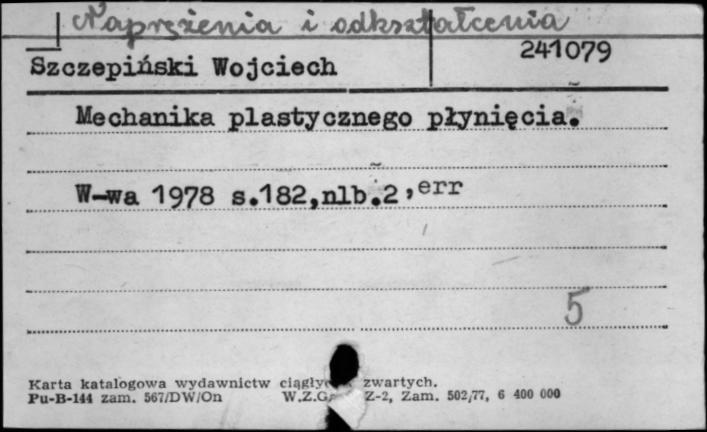 Naprężenia i odkształcenia
241079
Szczepiński Wojciech
Mechanika plastycznego płynięcia.
W-wa 1978 s.182,nlb.2,err
5
Karta katalogowa wydawnictw zwartych.
Pu-B-144 zam. 567/DW/On W.Z.G. Z-2, Zam. 502/77, 6 400 000